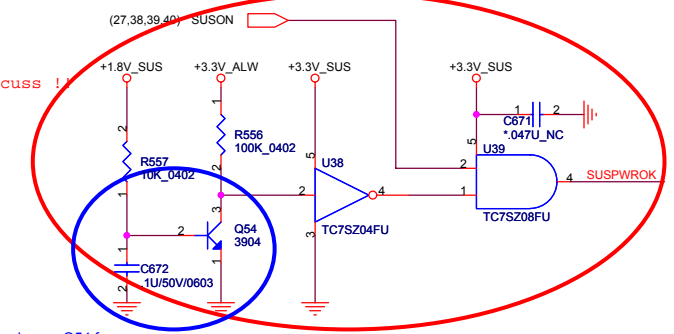 (27,38,39,40) SUSON
+1.8V_SUS +3.3V_ALW +3.3V_SUS +3.3V_SUS
cuss !!
1 2
C671
*.047U_NC
2 1
R556
100K_0402
2
5 5
R557
10K_0402
1 2
U38 U39
2 4 2 1 4 SUSPWROK
3
TC7SZ04FU TC7SZ08FU
2 3
Q54
3904
1
1
C672
.1U/50V/0603
2